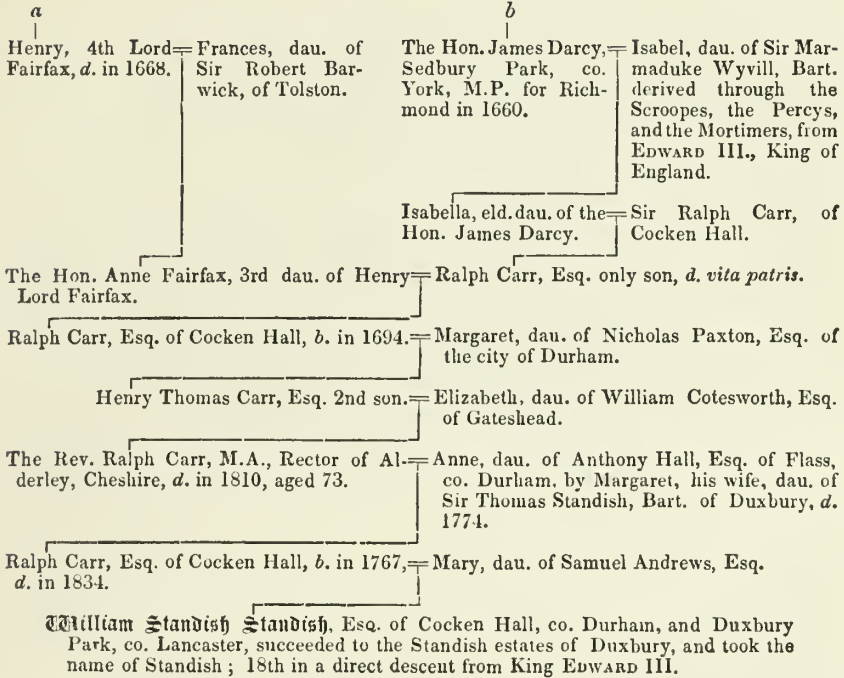 a
b
Henry, 4th Lord
Fairfax, d. in 1668.
Frances, dau. of
Sir Robert Bar-
wick, of Tolston.
The Hon. James Darcy,
Sedbury Park, co.
York, M.P. for Rich-
mond in 1660.
Isabel, dau. of Sir Mar-
maduke Wyvill, Bart.
derived through the
Scroopes, the Percys,
and the Mortimers, from
EDWARD III., King of
England.
Isabella, eld. dau. of the
Hon. James Darcy.
Sir Ralph Carr, of
Cocken Hall.
The Hon. Anne Fairfax, 3rd dau. of Henry
Lord Fairfax.
Ralph Carr, Esq. only son, d. vita patris.
Ralph Carr, Esq. of Cocken Hall, b. in 1694.
Margaret, dau. of Nicholas Paxton, Esq. of
the city of Durham.
Henry Thomas Carr, Esq. 2nd son.
Elizabeth, dau. of William Cotesworth, Esq.
of Gateshead.
The Rev. Ralph Carr, M.A., Rector of Al-
derley, Cheshire, d. in 1810, aged 73.
Anne, dau. of Anthony Hall, Esq. of Flass,
co. Durham, by Margaret, his wife, dau. of
Sir Thomas Standish, Bart. of Duxbury, d.
1774.
Ralph Carr, Esq. of Cocken Hall, b. in 1767,
d. in 1834.
Mary, dau. of Samuel Andrews, Esq.
William Standish Standish, Esq. of Cocken Hall, co. Durham, and Duxbury
Park, co. Lancaster, succeeded to the Standish estates of Duxbury, and took the
name of Standish ; 18th in a direct descent from King EDWARD III.